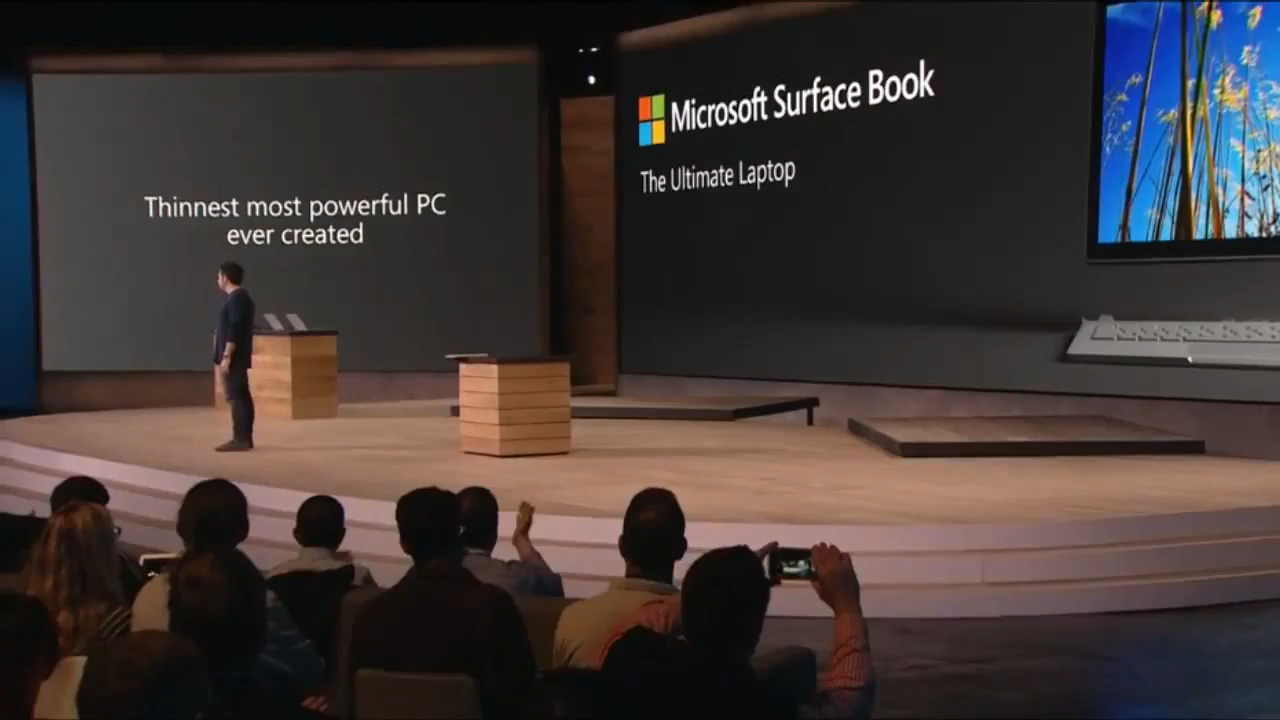 Thinnest most powerful PC
ever created
Microsoft Surface Book
The Ultimate Laptop